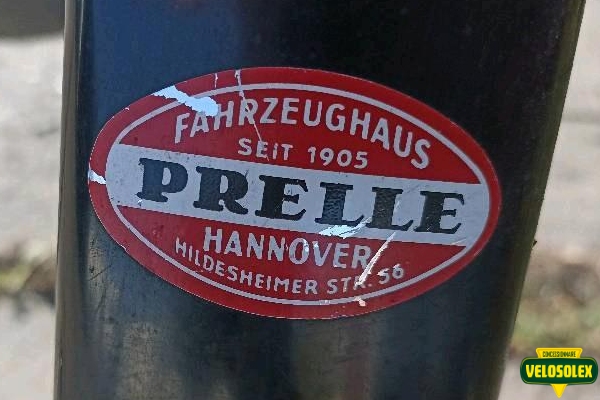 FAHRZEUGHAUS
SEIT 1905
PRELLE
HANNOVER
HILDESHEIMER STR. 56
CONCESSIONNAIRE
VELOSOLEX